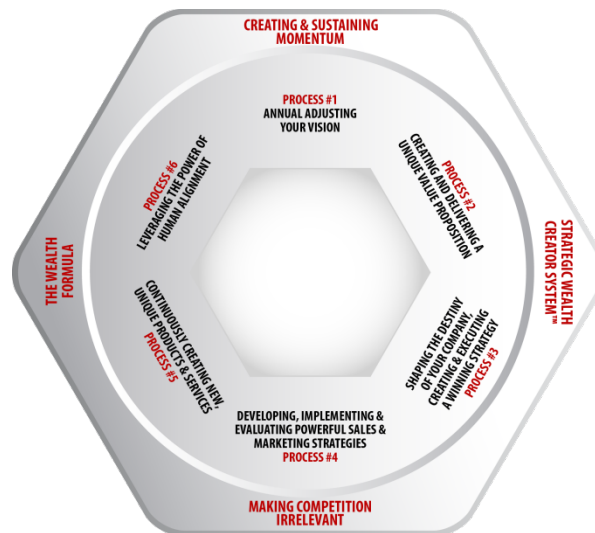 CREATING & SUSTAINING
MOMENTUM
PROCESS #1
ANNUAL ADJUSTING
YOUR VISION
PROCESS #2
CREATING AND DELIVERING A
UNIQUE VALUE PROPOSITION
STRATEGIC WEALTH
CREATOR SYSTEM™
SHAPING THE DESTINY
OF YOUR COMPANY,
CREATING & EXECUTING
A WINNING STRATEGY
PROCESS #3
DEVELOPING, IMPLEMENTING &
EVALUATING POWERFUL SALES &
MARKETING STRATEGIES
PROCESS #4
MAKING COMPETITION
IRRELEVANT
CONTINUOUSLY CREATING NEW,
UNIQUE PRODUCTS & SERVICES
PROCESS #5
THE WEALTH
FORMULA
PROCESS #6
LEVERAGING THE POWER OF
HUMAN ALIGNMENT